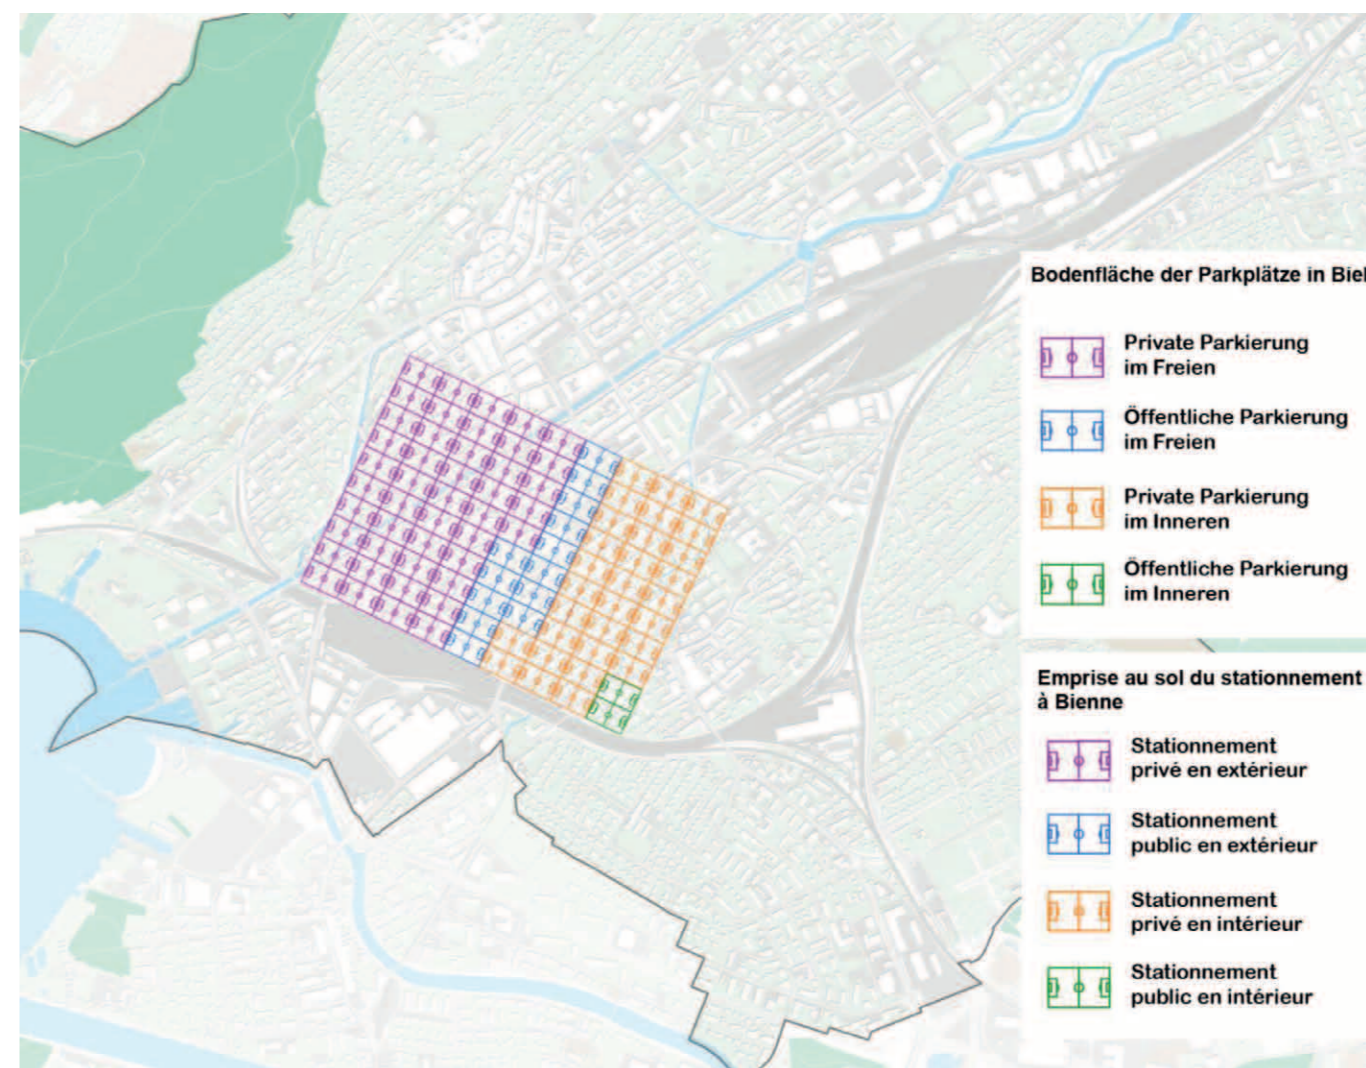 Bodenfläche der Parkplätze in Biel
Private Parkierung
im Freien
Öffentliche Parkierung
im Freien
Private Parkierung
im Inneren
Öffentliche Parkierung
im Inneren
Emprise au sol du stationnement
à Bienne
Stationnement
privé en extérieur
Stationnement
public en extérieur
Stationnement
privé en intérieur
Stationnement
public en intérieur